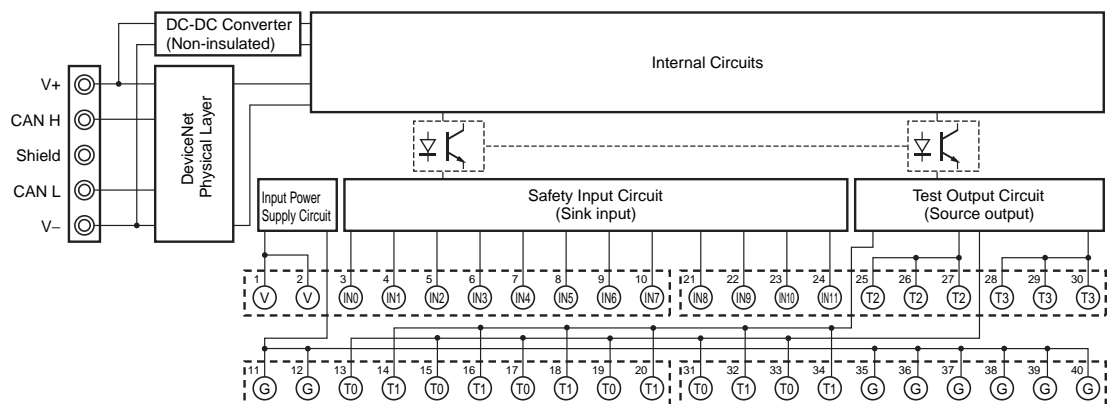 DC-DC Converter
(Non-insulated)
Internal Circuits
V+
CAN H
Shield
CAN L
V–
DeviceNet
Physical Layer
Input Power
Supply Circuit
Safety Input Circuit
(Sink input)
Test Output Circuit
(Source output)
1 2 3 4 5 6 7 8 9 10 21 22 23 24 25 26 27 28 29 30
V V IN0 IN1 IN2 IN3 IN4 IN5 IN6 IN7 IN8 IN9 IN10 IN11 T2 T2 T2 T3 T3 T3
11 12 13 14 15 16 17 18 19 20 31 32 33 34 35 36 37 38 39 40
G G T0 T1 T0 T1 T0 T1 T0 T1 T0 T1 T0 T1 G G G G G G